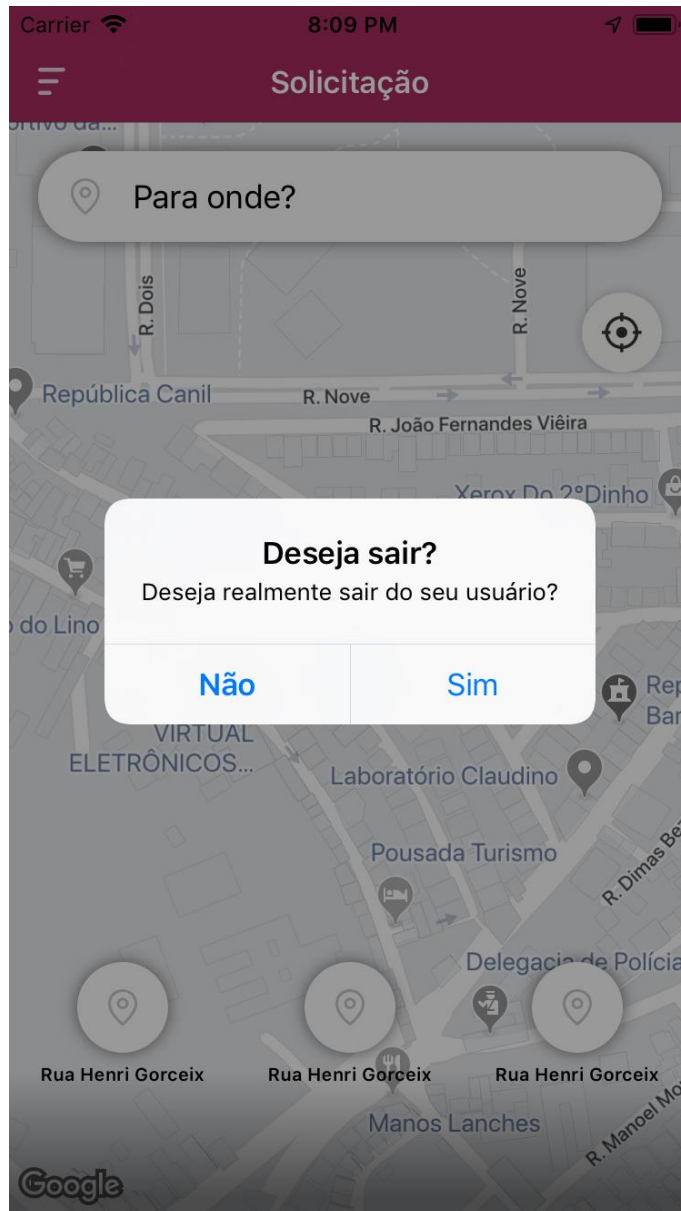 Carrier
8:09 PM
Solicitação
Para onde?
R. Dois
R. Nove
República Canil
R. Nove
R. João Fernandes Viêira
Xerox Do 2°Dinho
Deseja sair?
Deseja realmente sair do seu usuário?
do Lino
Não
Sim
VIRTUAL
ELETRÔNICOS...
Laboratório Claudino
Pousada Turismo
R. Dimas
Delegacia de Polícia
Rua Henri Gorceix
Rua Henri Gorceix
Rua Henri Gorceix
Manos Lanches
R. Manoel
Google